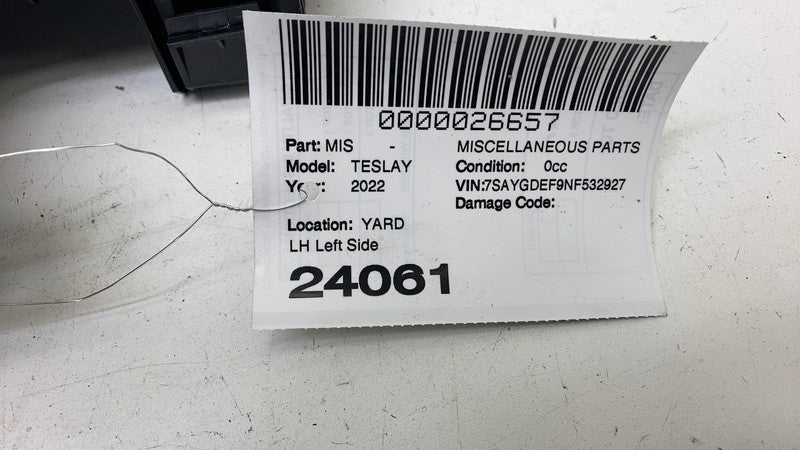 0000026657
Part: MIS - MISCELLANEOUS PARTS
Model: TESLAY Condition: 0cc
Year: 2022 VIN:7SAYGDEF9NF532927
Damage Code:
Location: YARD
LH Left Side
24061